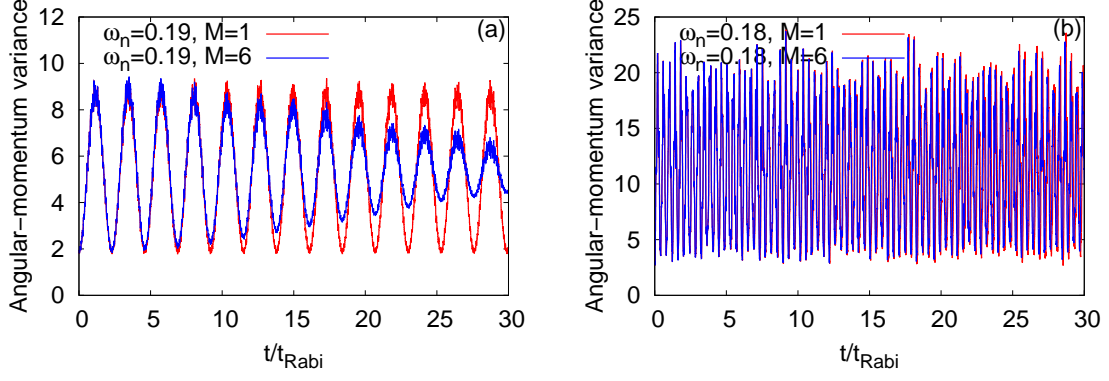 ω_n=0.19, M=1
ω_n=0.19, M=6
(a)
Angular-momentum variance
12
10
8
6
4
2
0
0 5 10 15 20 25 30
t/t_Rabi
ω_n=0.18, M=1
ω_n=0.18, M=6
(b)
Angular-momentum variance
25
20
15
10
5
0
0 5 10 15 20 25 30
t/t_Rabi